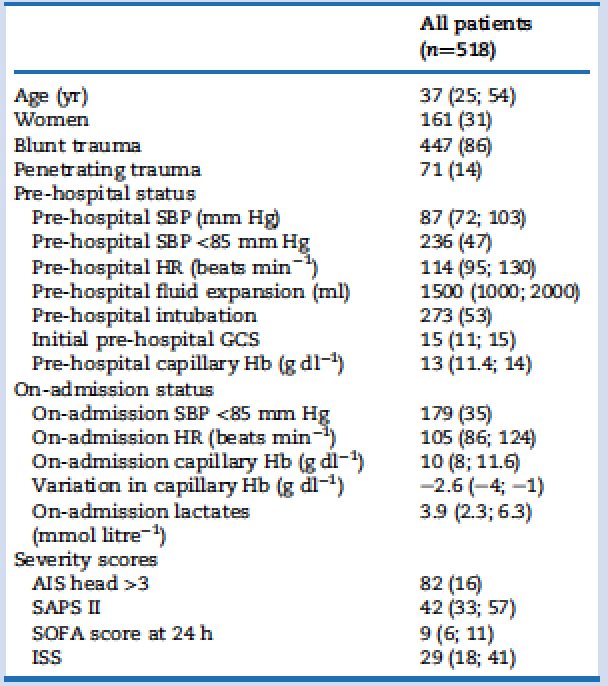 All patients
(n=518)
Age (yr) 37 (25; 54)
Women 161 (31)
Blunt trauma 447 (86)
Penetrating trauma 71 (14)
Pre-hospital status
Pre-hospital SBP (mm Hg) 87 (72; 103)
Pre-hospital SBP <85 mm Hg 236 (47)
Pre-hospital HR (beats min⁻¹) 114 (95; 130)
Pre-hospital fluid expansion (ml) 1500 (1000; 2000)
Pre-hospital intubation 273 (53)
Initial pre-hospital GCS 15 (11; 15)
Pre-hospital capillary Hb (g dl⁻¹) 13 (11.4; 14)
On-admission status
On-admission SBP <85 mm Hg 179 (35)
On-admission HR (beats min⁻¹) 105 (86; 124)
On-admission capillary Hb (g dl⁻¹) 10 (8; 11.6)
Variation in capillary Hb (g dl⁻¹) −2.6 (−4; −1)
On-admission lactates 3.9 (2.3; 6.3)
(mmol litre⁻¹)
Severity scores
AIS head >3 82 (16)
SAPS II 42 (33; 57)
SOFA score at 24 h 9 (6; 11)
ISS 29 (18; 41)